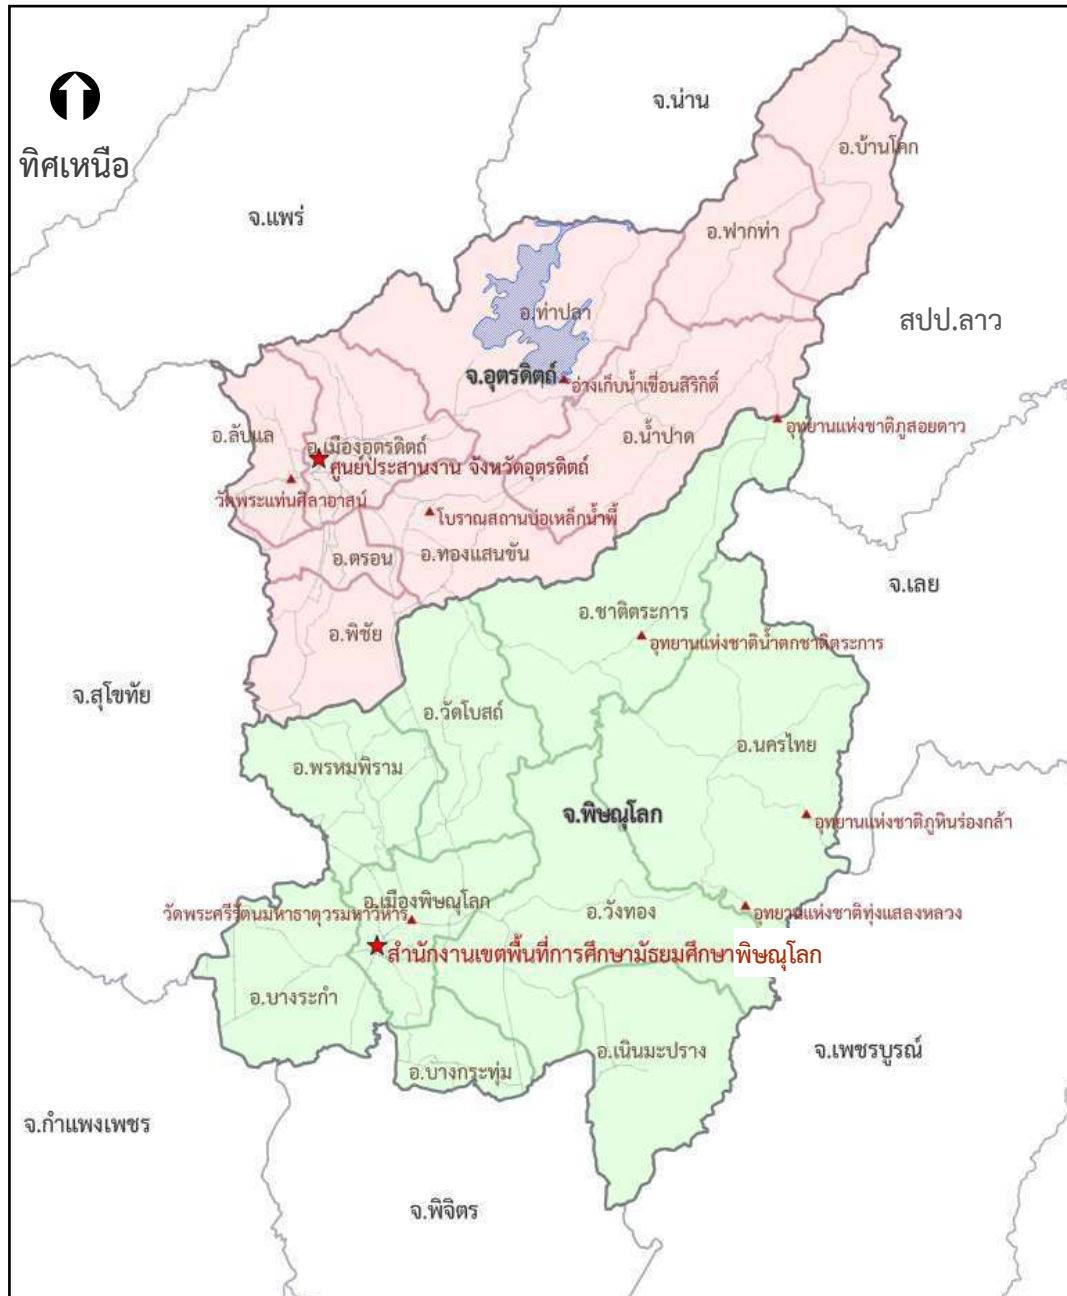 จ.น่าน
อ.บ้านโคก
ทิศเหนือ
จ.แพร่
อ.ฟากท่า
อ.ท่าปลา
สปป.ลาว
จ.อุตรดิตถ์
อ่างเก็บน้ำเขื่อนสิริกิติ์
อ.ลับแล
อ.เมืองอุตรดิตถ์
อ.น้ำปาด
อุทยานแห่งชาติภูสอยดาว
ศูนย์ประสานงาน จังหวัดอุตรดิตถ์
วัดพระแท่นศิลาอาสน์
โบราณสถานบ่อเหล็กน้ำพี้
อ.ตรอน
อ.ทองแสนขัน
จ.เลย
อ.ชาติตระการ
อ.พิชัย
อุทยานแห่งชาติน้ำตกชาติตระการ
จ.สุโขทัย
อ.วัดโบสถ์
อ.นครไทย
อ.พรหมพิราม
จ.พิษณุโลก
อุทยานแห่งชาติภูหินร่องกล้า
อ.เมืองพิษณุโลก
วัดพระศรีรัตนมหาธาตุวรมหาวิหาร
อ.วังทอง
อุทยานแห่งชาติทุ่งแสลงหลวง
สำนักงานเขตพื้นที่การศึกษามัธยมศึกษาพิษณุโลก
อ.บางระกำ
อ.เนินมะปราง
จ.เพชรบูรณ์
อ.บางกระทุ่ม
จ.กำแพงเพชร
จ.พิจิตร